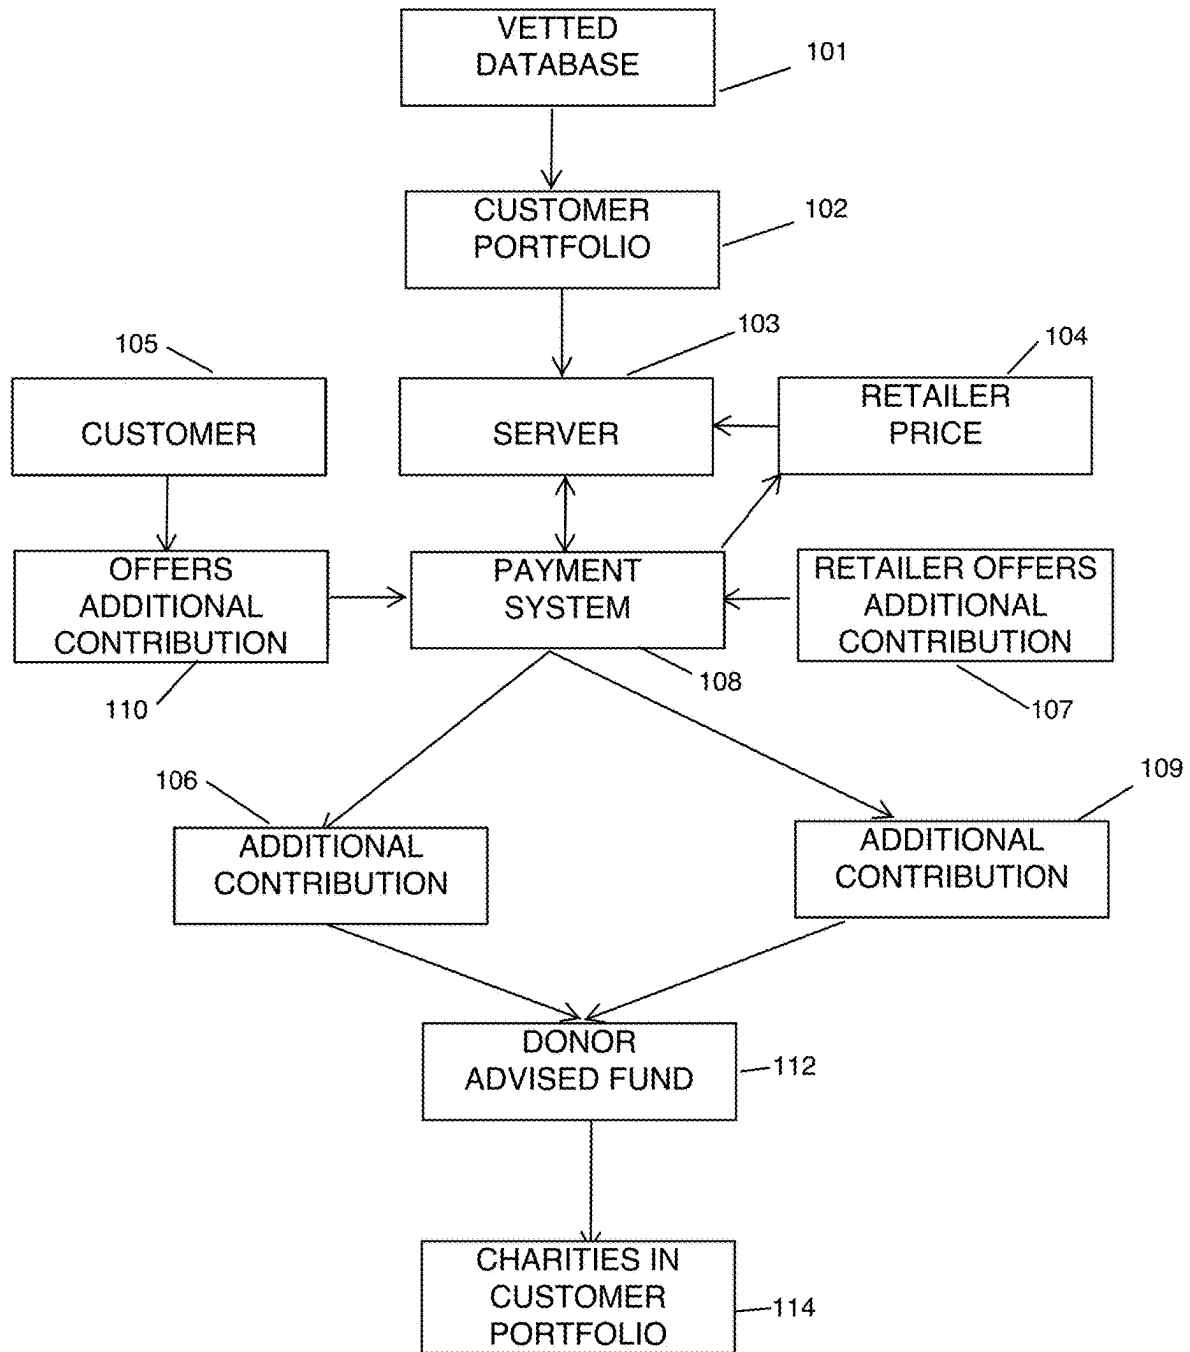 VETTED
DATABASE
101
CUSTOMER
PORTFOLIO
102
103
104
105
CUSTOMER
SERVER
RETAILER
PRICE
OFFERS
ADDITIONAL
CONTRIBUTION
PAYMENT
SYSTEM
RETAILER OFFERS
ADDITIONAL
CONTRIBUTION
110
108
107
106
109
ADDITIONAL
CONTRIBUTION
ADDITIONAL
CONTRIBUTION
DONOR
ADVISED FUND
112
CHARITIES IN
CUSTOMER
PORTFOLIO
114